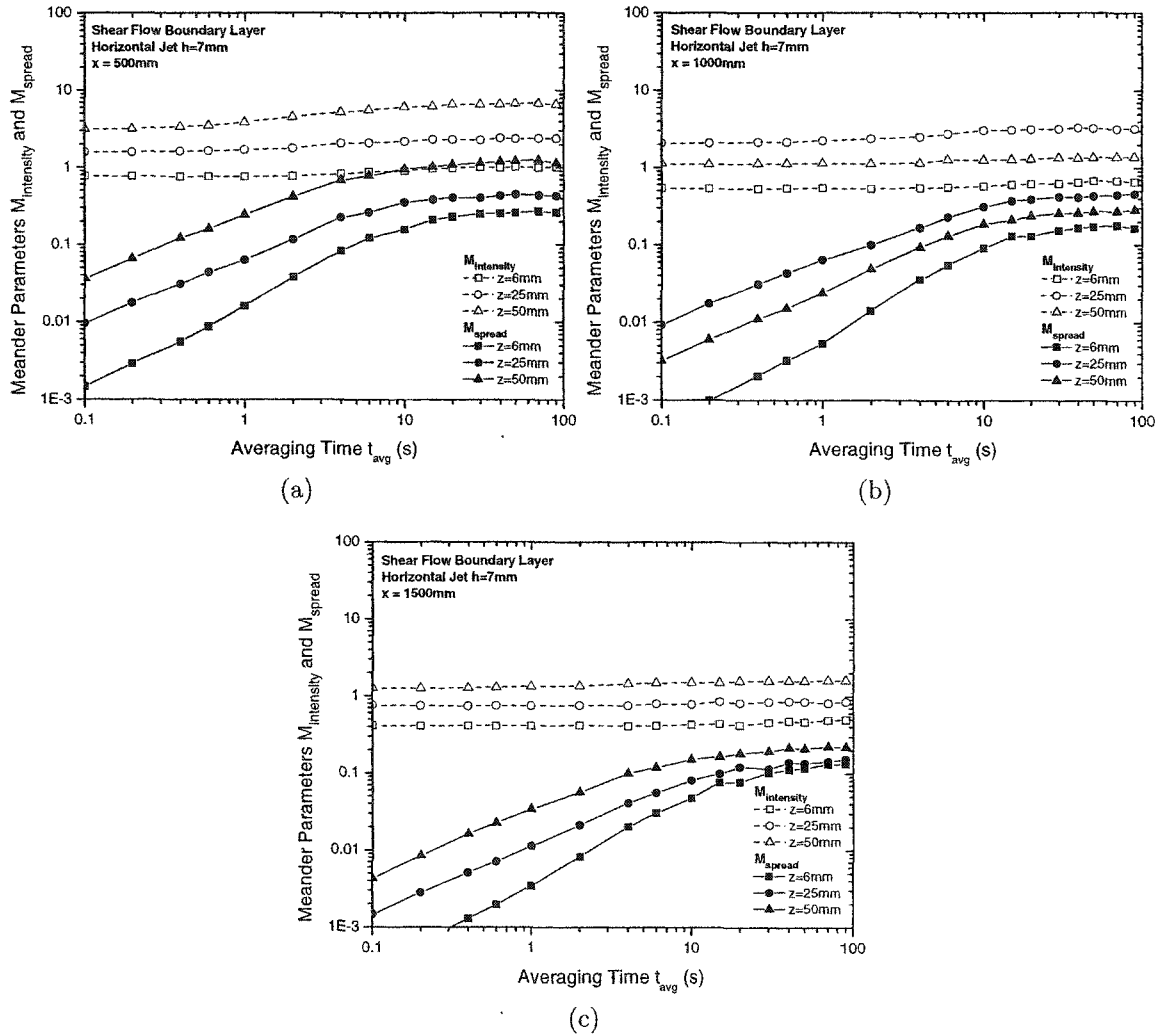 Shear Flow Boundary Layer
Horizontal Jet h=7mm
x = 500mm
Meander Parameters M_intensity and M_spread
100
10
1
0.1
0.01
1E-3
M_intensity
z=6mm
z=25mm
z=50mm
M_spread
z=6mm
z=25mm
z=50mm
0.1
1
10
100
Averaging Time t_avg (s)
(a)
Shear Flow Boundary Layer
Horizontal Jet h=7mm
x = 1000mm
Meander Parameters M_intensity and M_spread
100
10
1
0.1
0.01
1E-3
M_intensity
z=6mm
z=25mm
z=50mm
M_spread
z=6mm
z=25mm
z=50mm
0.1
1
10
100
Averaging Time t_avg (s)
(b)
Shear Flow Boundary Layer
Horizontal Jet h=7mm
x = 1500mm
Meander Parameters M_intensity and M_spread
100
10
1
0.1
0.01
1E-3
M_intensity
z=6mm
z=25mm
z=50mm
M_spread
z=6mm
z=25mm
z=50mm
0.1
1
10
100
Averaging Time t_avg (s)
(c)